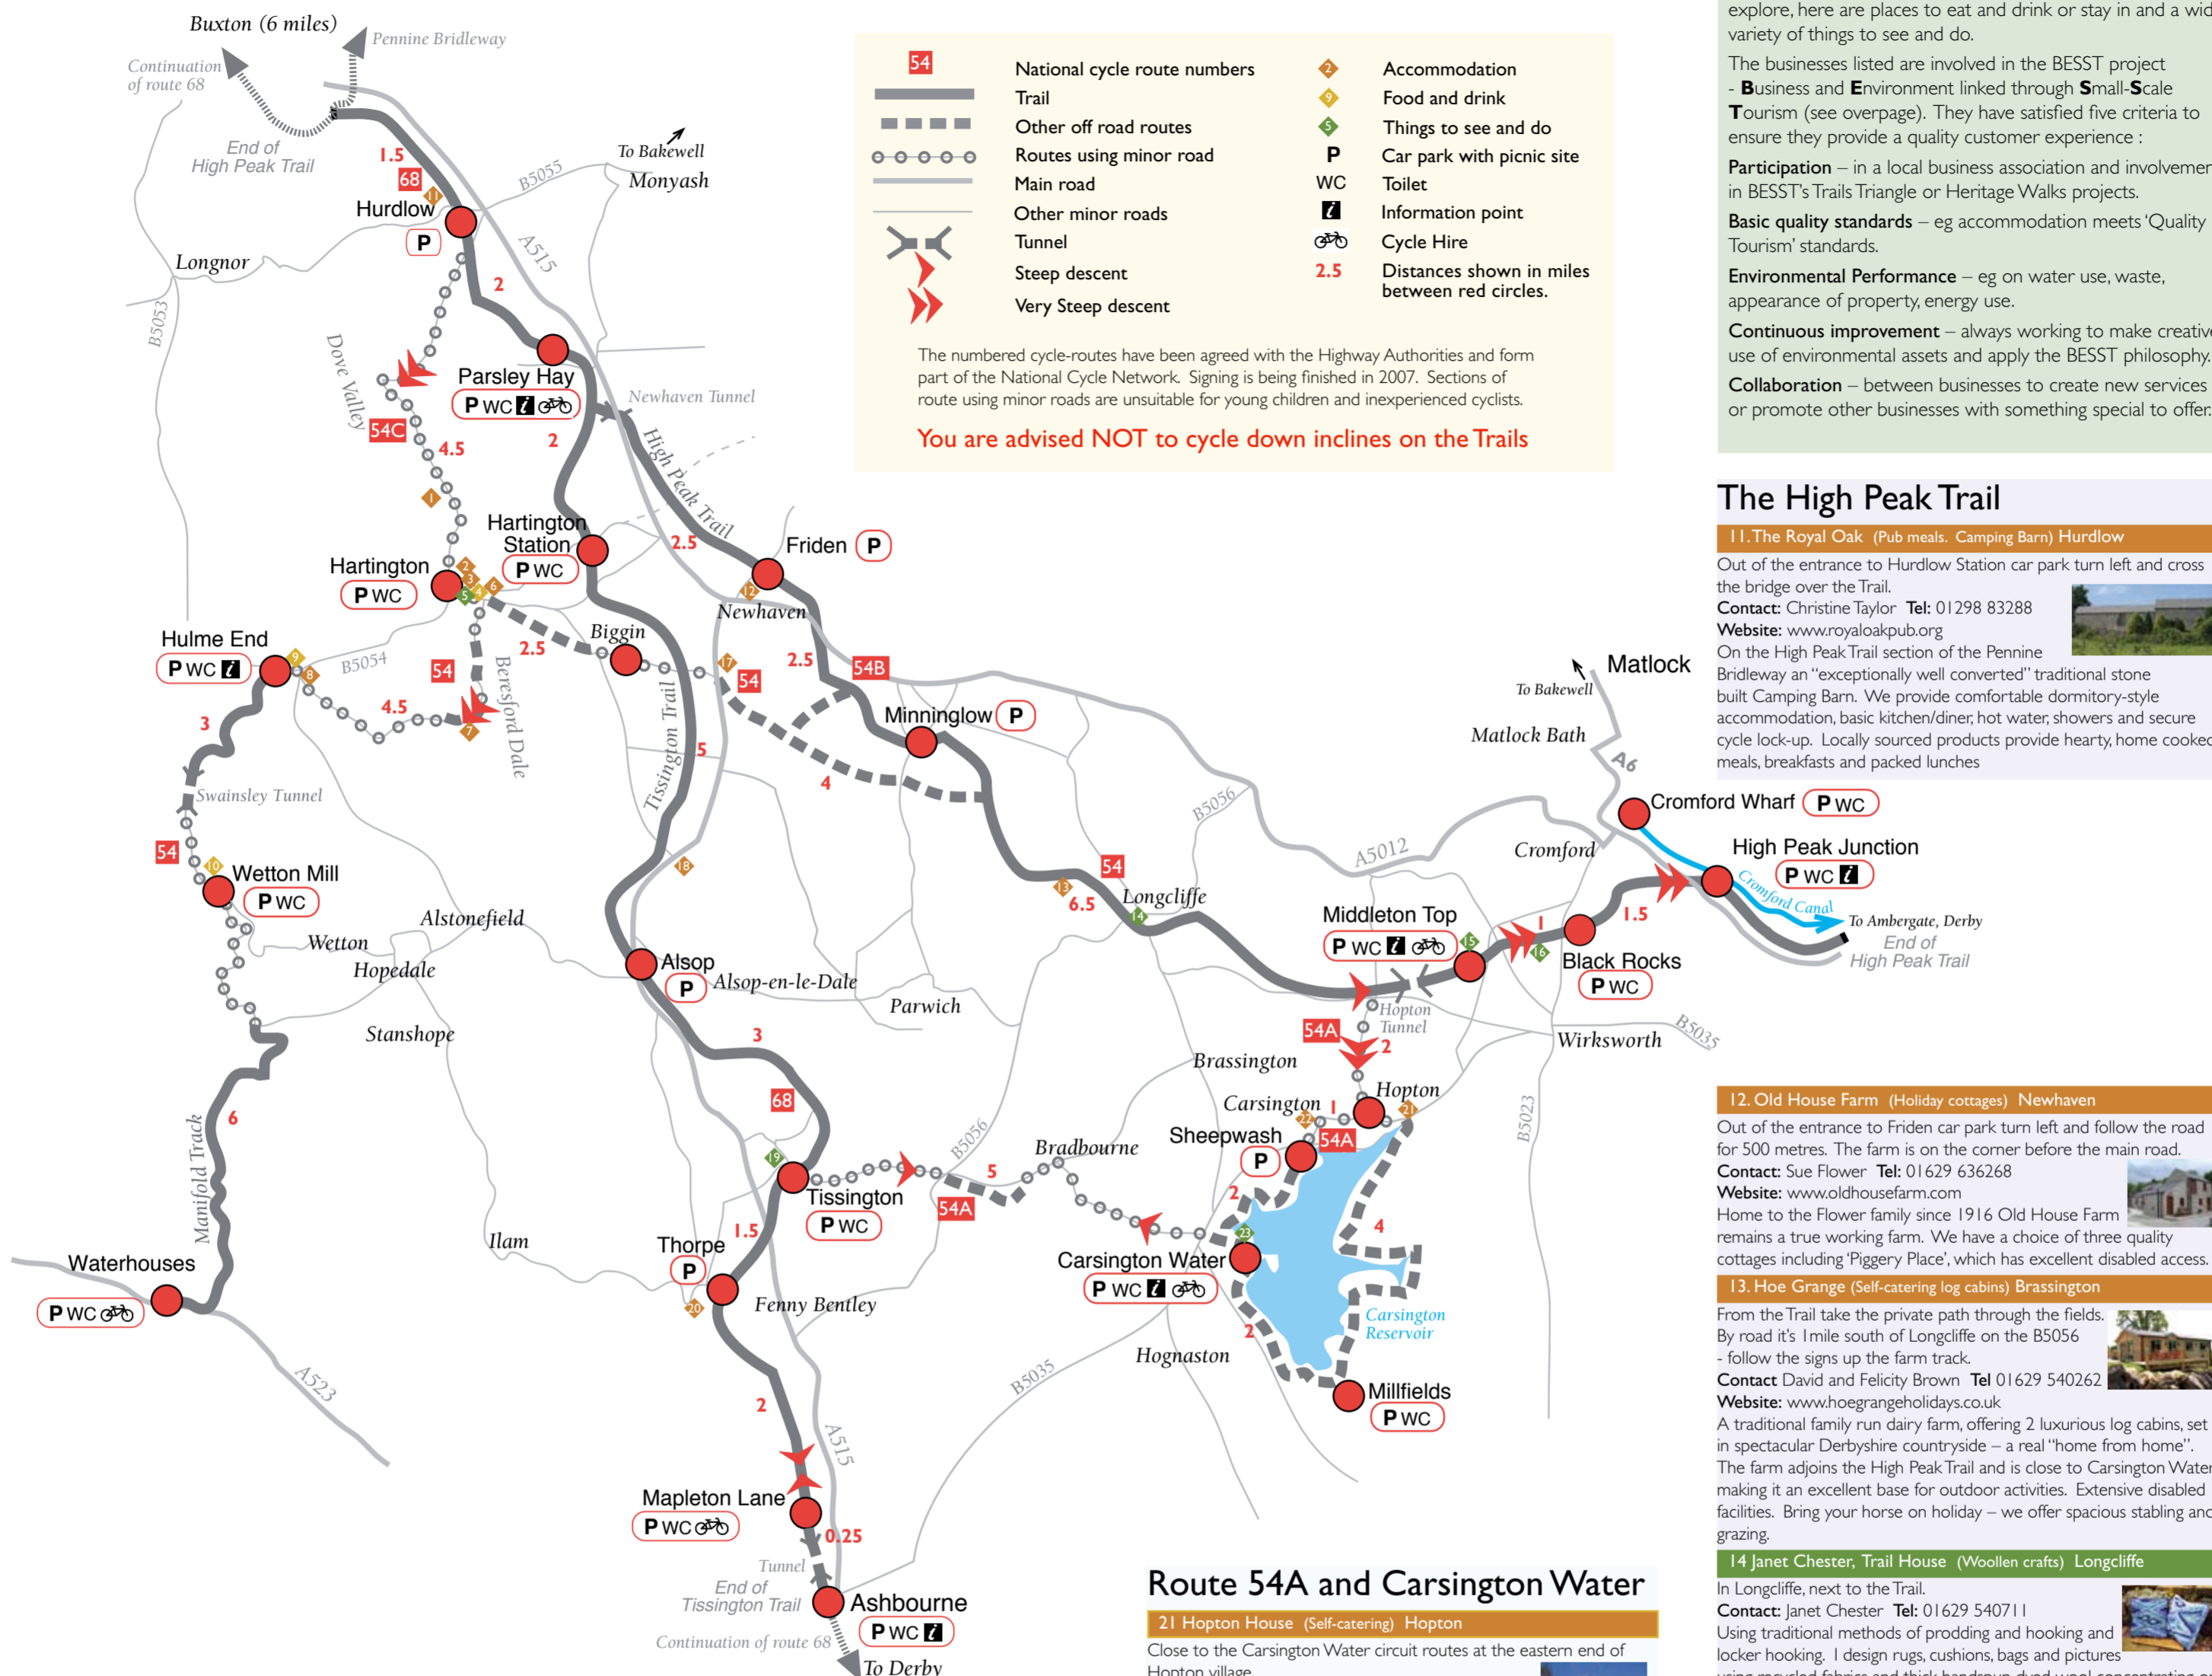 Buxton (6 miles)
Pennine Bridleway
Continuation
of route 68
End of
High Peak Trail
1.5
68
11
Hurdlow
P
B5055
To Bakewell
Monyash
A515
Longnor
B5053
2
Dove Valley
Parsley Hay
P WC i
Newhaven Tunnel
54C
4.5
2
High Peak Trail
1
Hartington
Station
P WC
2.5
Friden P
Hartington
P WC
2
3
4
5
6
12
Newhaven
Hulme End
P WC i
9
8
B5054
2.5
Biggin
54
Beresford Dale
17
54
2.5
54B
4.5
7
3
Tissington Trail
5
Minninglow P
4
Swainsley Tunnel
54
10
Wetton Mill
P WC
18
Alstonefield
Wetton
Hopedale
Stanshope
Alsop
P
Alsop-en-le-Dale
Parwich
13
6.5
54
Longcliffe
14
B5056
A5012
Matlock
To Bakewell
Matlock Bath
A6
Cromford Wharf P WC
Cromford
High Peak Junction
P WC i
Cromford Canal
To Ambergate, Derby
End of
High Peak Trail
1.5
Middleton Top
P WC i
15
1
16
Black Rocks
P WC
Hopton
Tunnel
54A
2
Wirksworth
B5035
Brassington
Hopton
Carsington
1
22
21
54A
Sheepwash
P
B5023
3
68
6
Manifold Track
19
Tissington
P WC
B5056
5
54A
Bradbourne
2
4
23
Carsington Water
P WC i
Carsington
Reservoir
2
Hognaston
Millfields
P WC
Waterhouses
P WC
A523
Ilam
Thorpe
P
1.5
20
Fenny Bentley
2
A515
B5035
Mapleton Lane
P WC
0.25
Tunnel
End of
Tissington Trail
Ashbourne
P WC i
Continuation of route 68
To Derby
54 National cycle route numbers
Trail
Other off road routes
Routes using minor road
Main road
Other minor roads
Tunnel
Steep descent
Very Steep descent
2 Accommodation
9 Food and drink
5 Things to see and do
P Car park with picnic site
WC Toilet
i Information point
Cycle Hire
2.5 Distances shown in miles
between red circles.
The numbered cycle-routes have been agreed with the Highway Authorities and form
part of the National Cycle Network. Signing is being finished in 2007. Sections of
route using minor roads are unsuitable for young children and inexperienced cyclists.
You are advised NOT to cycle down inclines on the Trails
explore, here are places to eat and drink or stay in and a
variety of things to see and do.
The businesses listed are involved in the BESST project
- Business and Environment linked through Small-Scale
Tourism (see overpage). They have satisfied five criteria to
ensure they provide a quality customer experience :
Participation – in a local business association and
in BESST's Trails Triangle or Heritage Walks projects.
Basic quality standards – eg accommodation meets 'Quality
Tourism' standards.
Environmental Performance – eg on water use, waste,
appearance of property, energy use.
Continuous improvement – always working to make
use of environmental assets and apply the BESST philosophy.
Collaboration – between businesses to create new services
or promote other businesses with something special to offer.
The High Peak Trail
11.The Royal Oak (Pub meals. Camping Barn) Hurdlow
Out of the entrance to Hurdlow Station car park turn left and cross
the bridge over the Trail.
Contact: Christine Taylor Tel: 01298 83288
Website: www.royaloakpub.org
On the High Peak Trail section of the Pennine
Bridleway an "exceptionally well converted" traditional stone
built Camping Barn. We provide comfortable dormitory-style
accommodation, basic kitchen/diner, hot water, showers and secure
cycle lock-up. Locally sourced products provide hearty, home cooked
meals, breakfasts and packed lunches
12. Old House Farm (Holiday cottages) Newhaven
Out of the entrance to Friden car park turn left and follow the road
for 500 metres. The farm is on the corner before the main road.
Contact: Sue Flower Tel: 01629 636268
Website: www.oldhousefarm.com
Home to the Flower family since 1916 Old House Farm
remains a true working farm. We have a choice of three quality
cottages including 'Piggery Place', which has excellent disabled access.
13. Hoe Grange (Self-catering log cabins) Brassington
From the Trail take the private path through the fields.
By road it's 1mile south of Longcliffe on the B5056
- follow the signs up the farm track.
Contact David and Felicity Brown Tel 01629 540262
Website: www.hoegrangeholidays.co.uk
A traditional family run dairy farm, offering 2 luxurious log cabins, set
in spectacular Derbyshire countryside – a real "home from home".
The farm adjoins the High Peak Trail and is close to Carsington Water
making it an excellent base for outdoor activities. Extensive disabled
facilities. Bring your horse on holiday – we offer spacious stabling and
grazing.
14 Janet Chester, Trail House (Woollen crafts) Longcliffe
In Longcliffe, next to the Trail.
Contact: Janet Chester Tel: 01629 540711
Using traditional methods of prodding and hooking and
locker hooking. I design rugs, cushions, bags and pictures
Route 54A and Carsington Water
21 Hopton House (Self-catering) Hopton
Close to the Carsington Water circuit routes at the eastern end of
Hopton village.